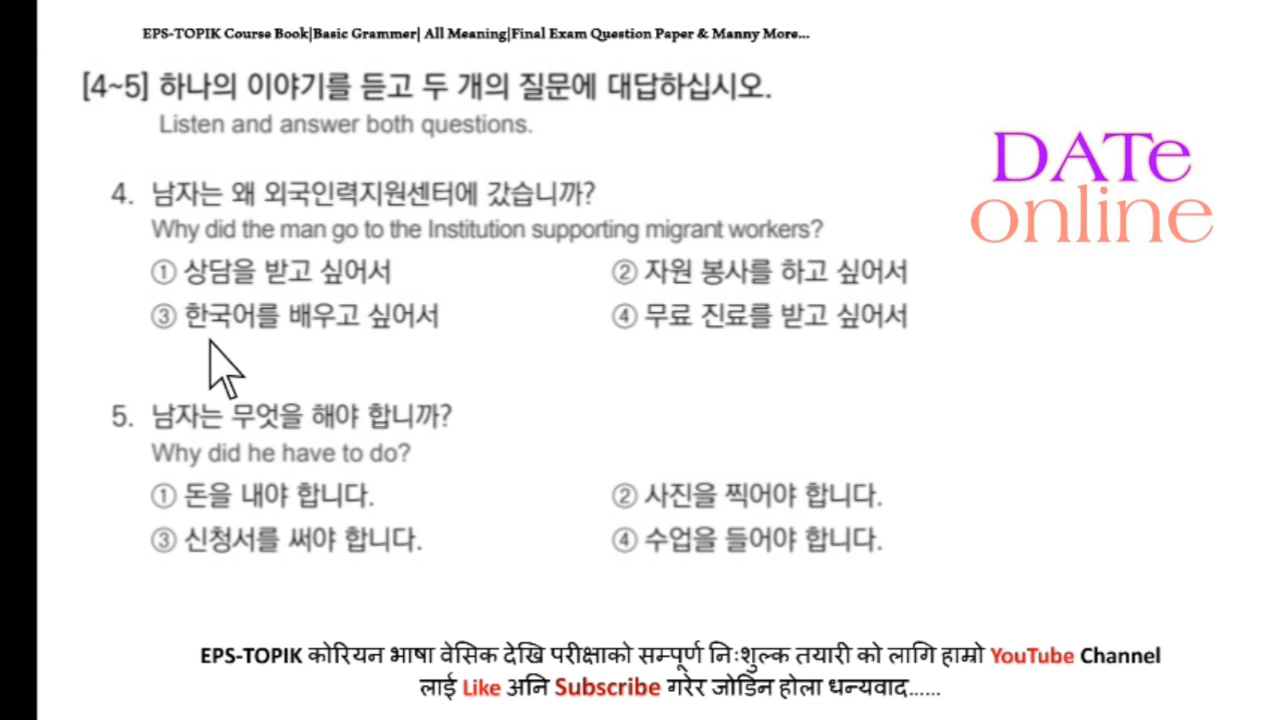 EPS-TOPIK Course Book|Basic Grammer| All Meaning|Final Exam Question Paper & Manny More...
[4~5] 하나의 이야기를 듣고 두 개의 질문에 대답하십시오.
Listen and answer both questions.
DATe
online
4. 남자는 왜 외국인력지원센터에 갔습니까?
Why did the man go to the Institution supporting migrant workers?
① 상담을 받고 싶어서 ② 자원 봉사를 하고 싶어서
③ 한국어를 배우고 싶어서 ④ 무료 진료를 받고 싶어서
5. 남자는 무엇을 해야 합니까?
Why did he have to do?
① 돈을 내야 합니다. ② 사진을 찍어야 합니다.
③ 신청서를 써야 합니다. ④ 수업을 들어야 합니다.
EPS-TOPIK कोरियन भाषा वेसिक देखि परीक्षाको सम्पूर्ण निःशुल्क तयारी को लागि हाम्रो YouTube Channel
लाई Like अनि Subscribe गरेर जोडिन होला धन्यवाद......